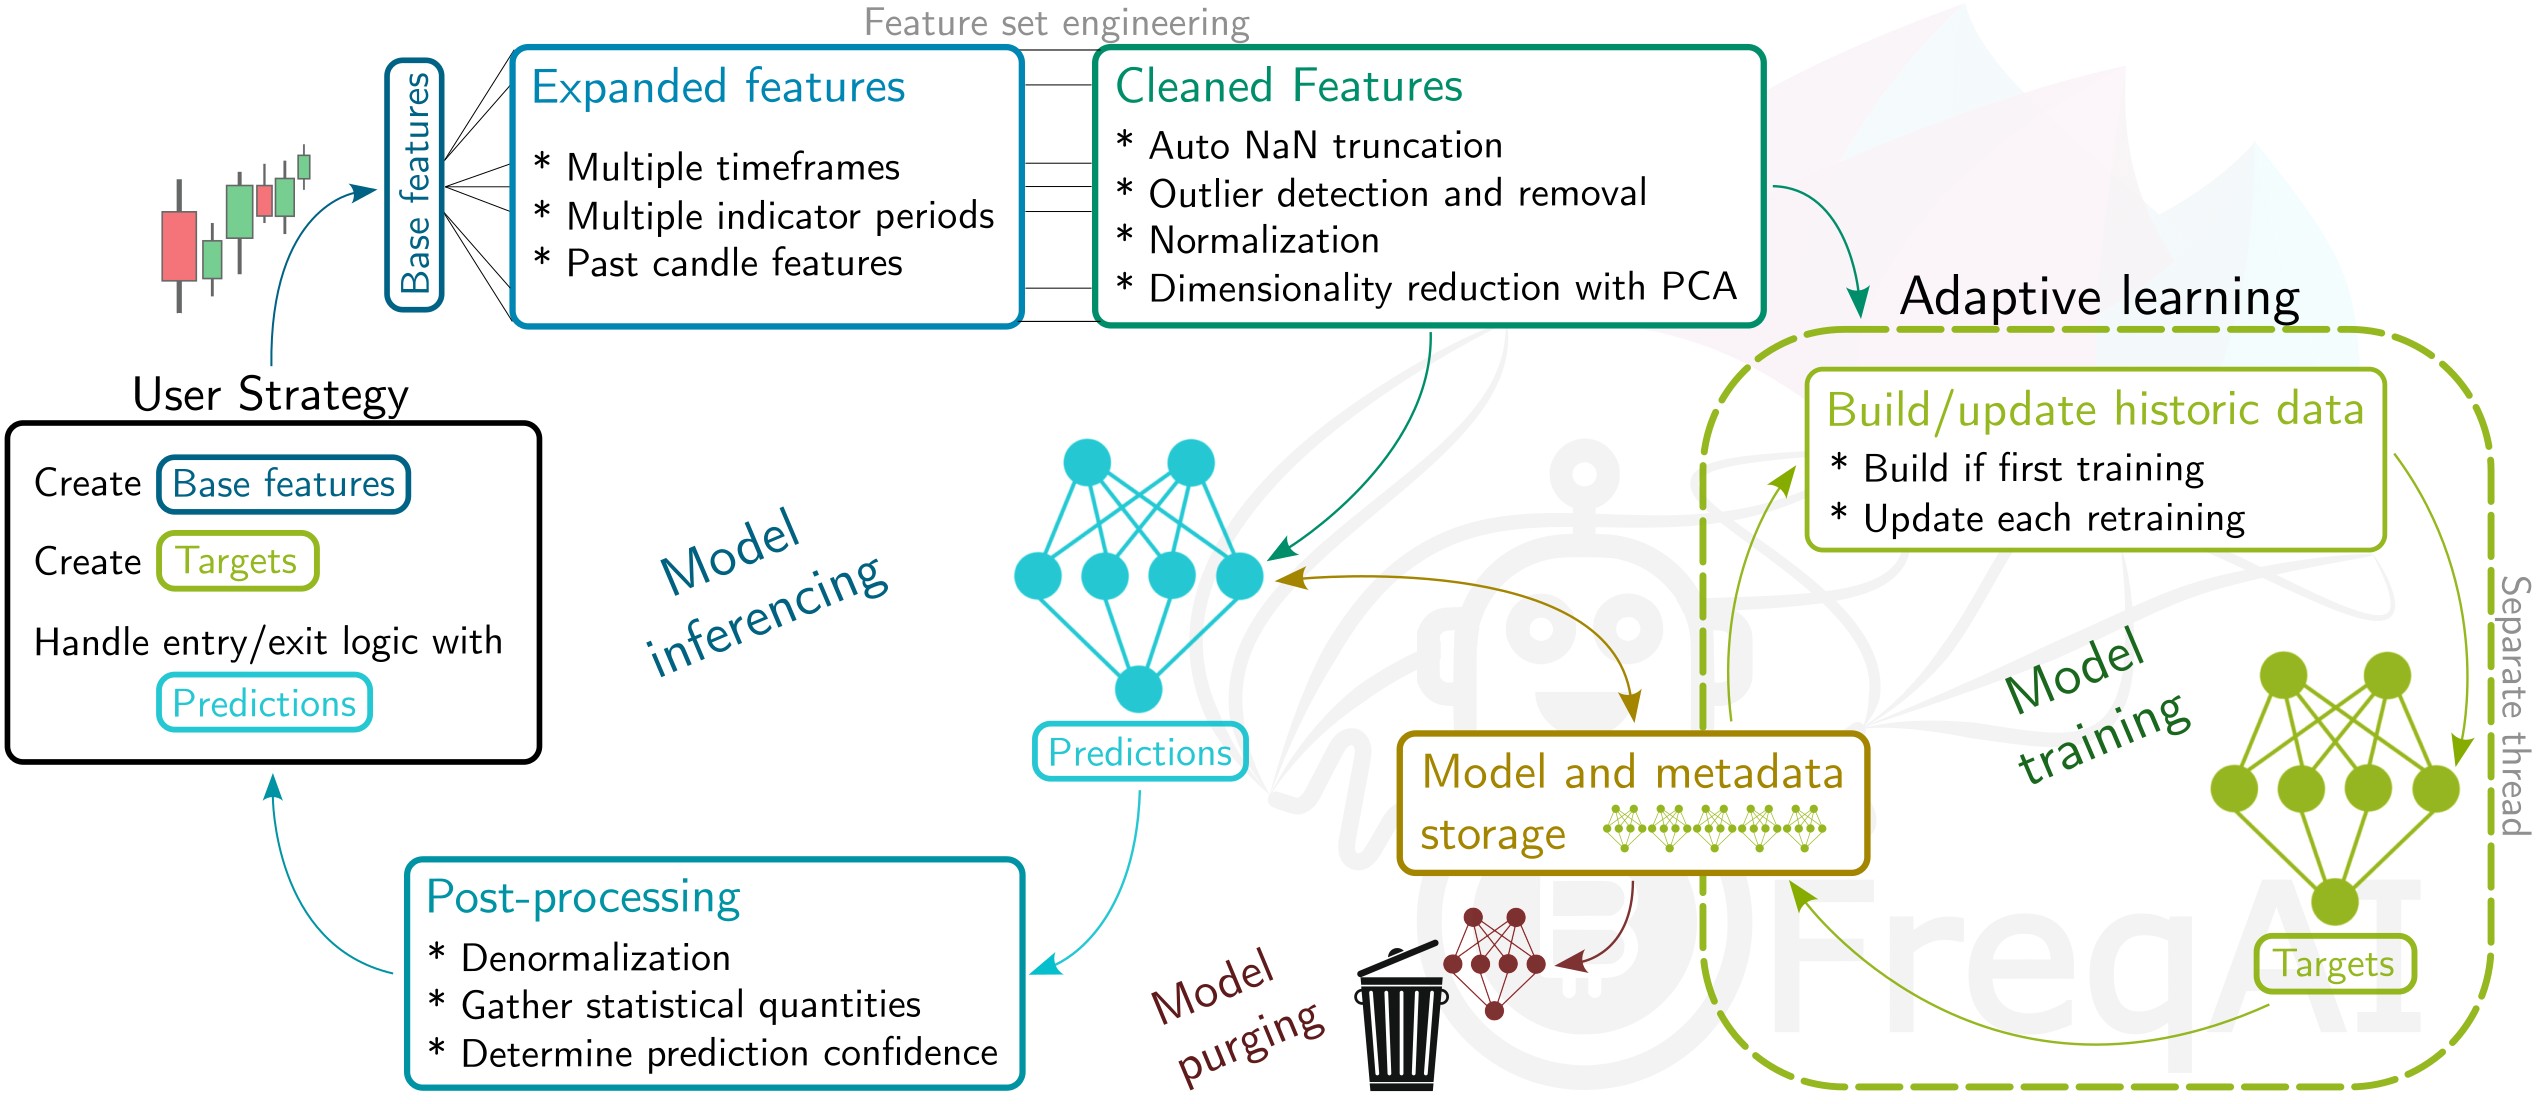 Feature set engineering
Base features
Expanded features
* Multiple timeframes
* Multiple indicator periods
* Past candle features
Cleaned Features
* Auto NaN truncation
* Outlier detection and removal
* Normalization
* Dimensionality reduction with PCA
User Strategy
Create Base features
Create Targets
Handle entry/exit logic with
Predictions
Model
inferencing
Predictions
Post-processing
* Denormalization
* Gather statistical quantities
* Determine prediction confidence
Adaptive learning
Build/update historic data
* Build if first training
* Update each retraining
Separate thread
Model
training
Targets
Model and metadata
storage
Model
purging
FreqAI